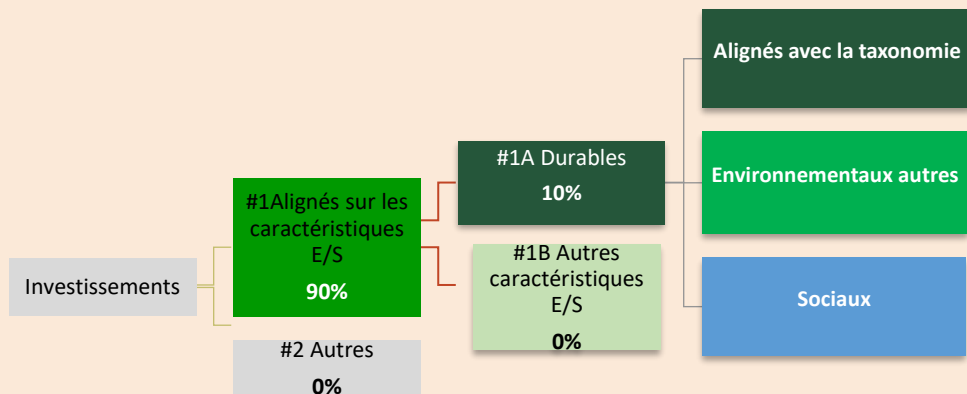 Investissements
#1Alignés sur les
caractéristiques
E/S
90%
#2 Autres
0%
#1A Durables
10%
#1B Autres
caractéristiques
E/S
0%
Alignés avec la taxonomie
Environnementaux autres
Sociaux